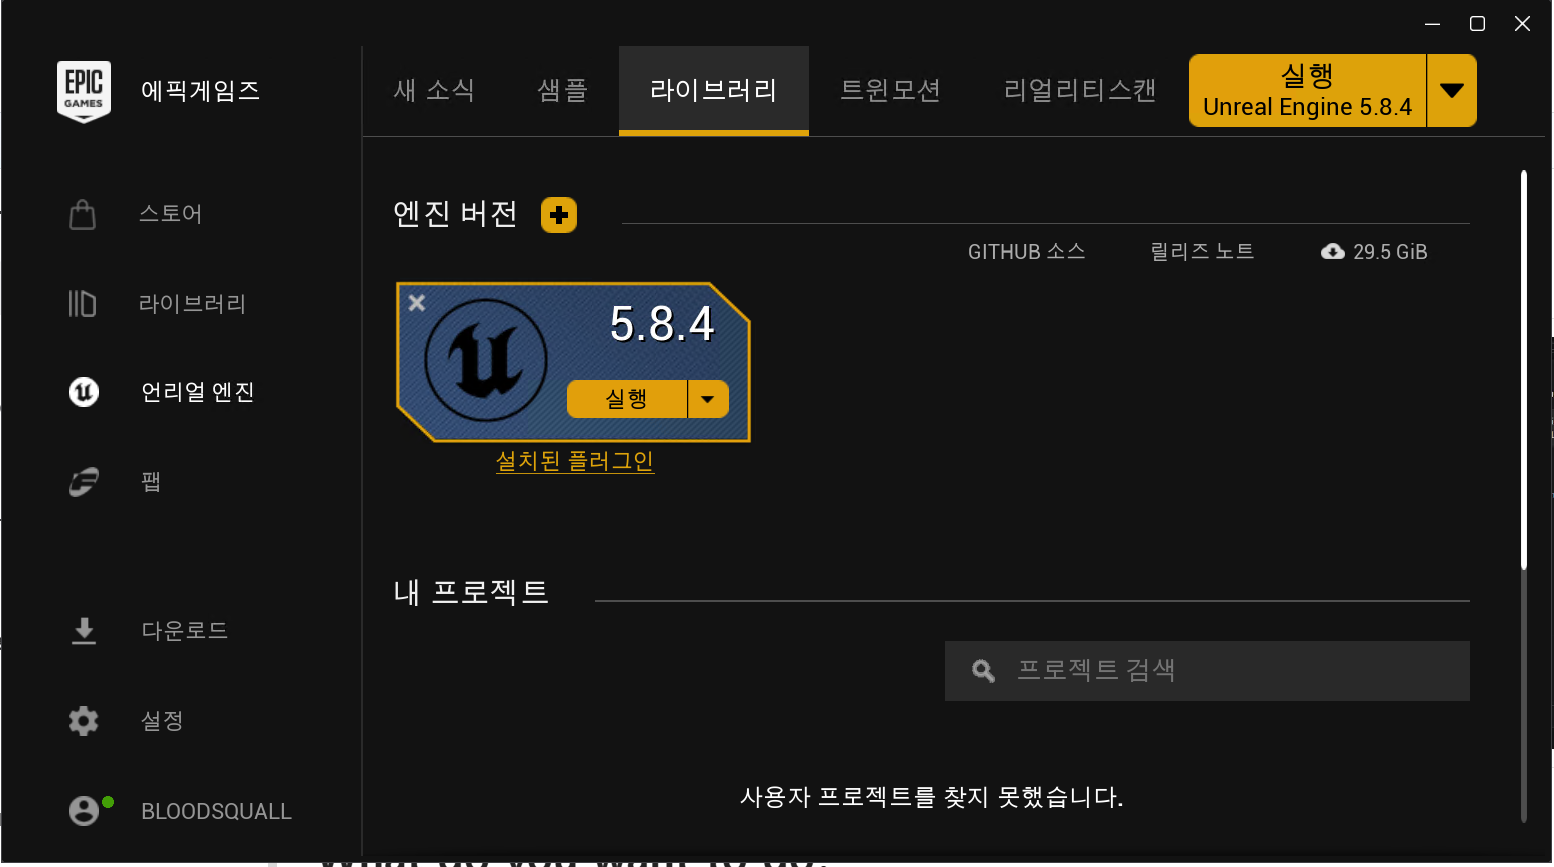 EPIC
GAMES
에픽게임즈
새 소식
샘플
라이브러리
트윈모션
리얼리티스캔
실행
Unreal Engine 5.8.4
스토어
라이브러리
언리얼 엔진
팹
다운로드
설정
BLOODSQUALL
엔진 버전
GITHUB 소스
릴리즈 노트
29.5 GiB
5.8.4
실행
설치된 플러그인
내 프로젝트
프로젝트 검색
사용자 프로젝트를 찾지 못했습니다.